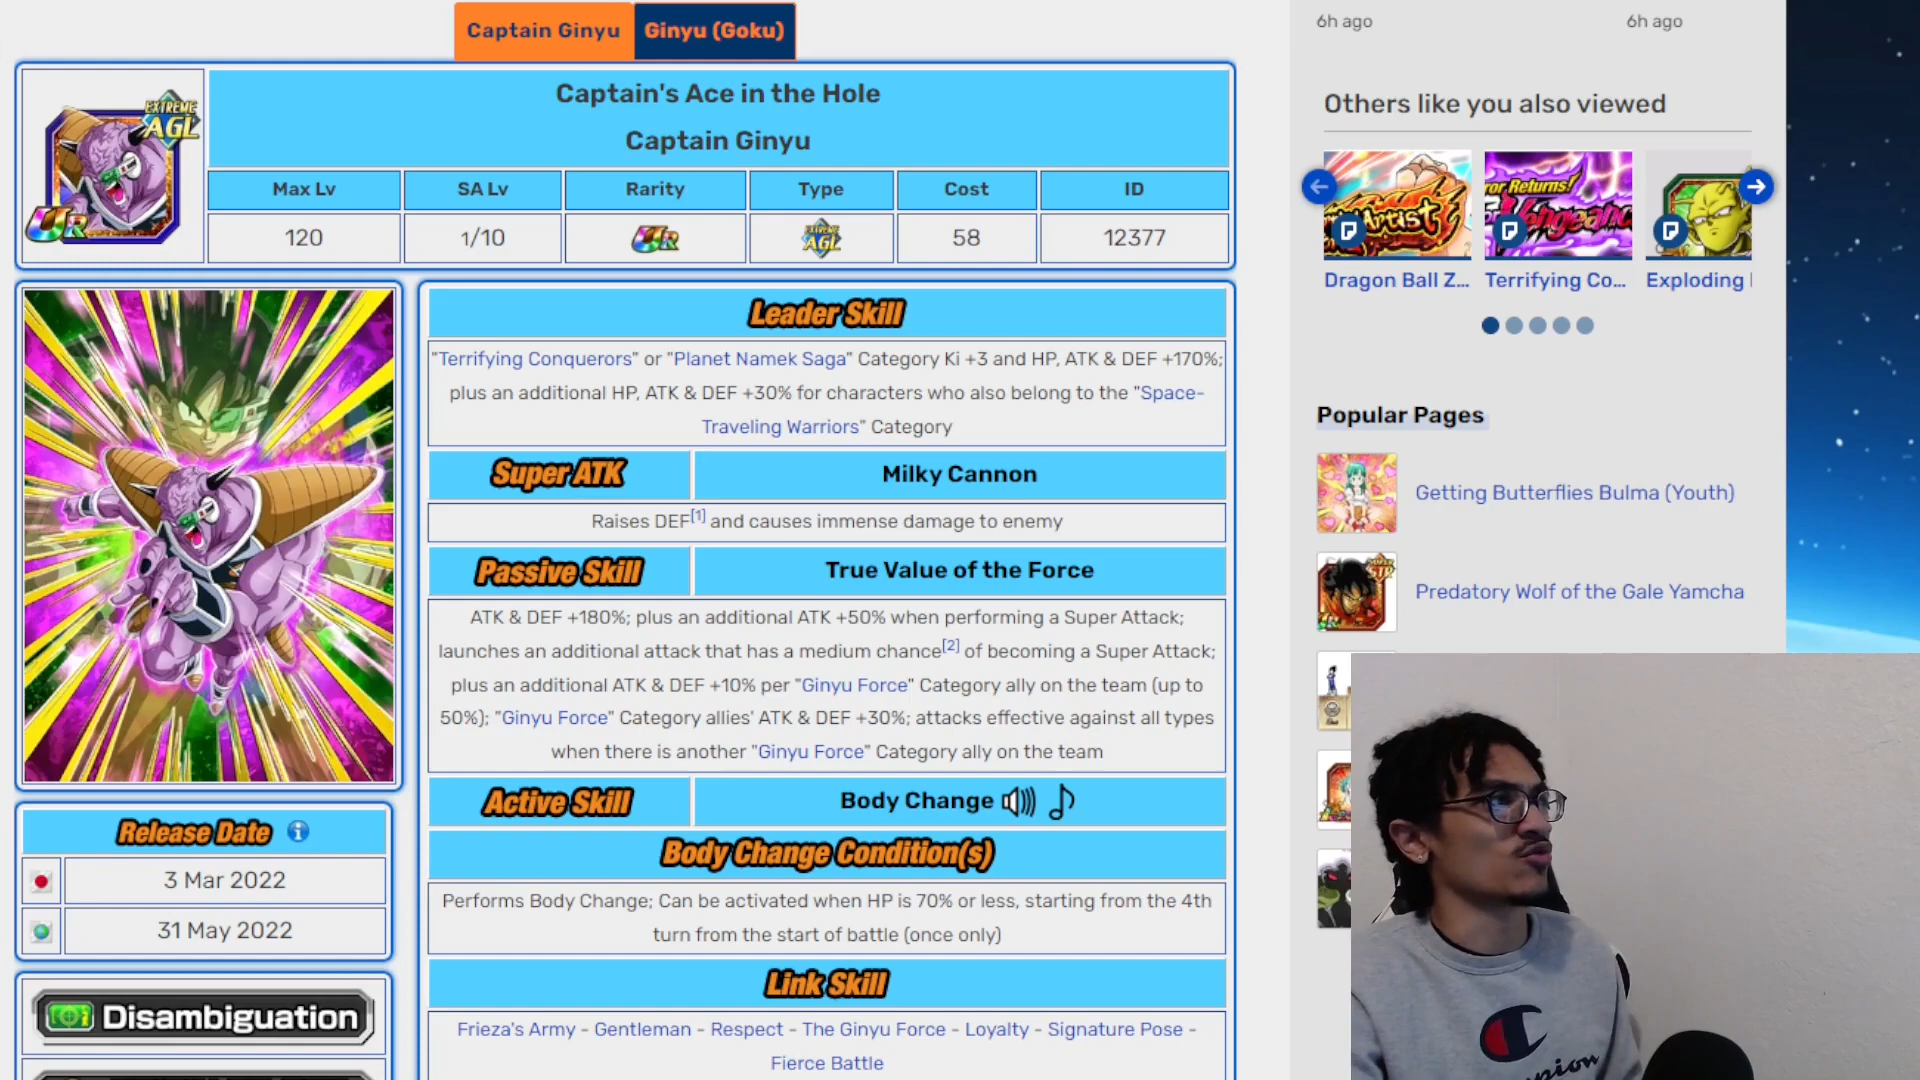 Captain Ginyu
Ginyu (Goku)
6h ago
6h ago
EXTREME
AGL
UR
Captain's Ace in the Hole
Captain Ginyu
Max Lv
SA Lv
Rarity
Type
Cost
ID
120
1/10
UR
EXTREME
AGL
58
12377
Others like you also viewed
Artist
ror Returns!
Vengeanc
Dragon Ball Z...
Terrifying Co...
Exploding
Leader Skill
"Terrifying Conquerors" or "Planet Namek Saga" Category Ki +3 and HP, ATK & DEF +170%;
plus an additional HP, ATK & DEF +30% for characters who also belong to the "Space-
Traveling Warriors" Category
Super ATK
Milky Cannon
Raises DEF[1] and causes immense damage to enemy
Passive Skill
True Value of the Force
ATK & DEF +180%; plus an additional ATK +50% when performing a Super Attack;
launches an additional attack that has a medium chance[2] of becoming a Super Attack;
plus an additional ATK & DEF +10% per "Ginyu Force" Category ally on the team (up to
50%); "Ginyu Force" Category allies' ATK & DEF +30%; attacks effective against all types
when there is another "Ginyu Force" Category ally on the team
Active Skill
Body Change
Body Change Condition(s)
Performs Body Change; Can be activated when HP is 70% or less, starting from the 4th
turn from the start of battle (once only)
Link Skill
Frieza's Army - Gentleman - Respect - The Ginyu Force - Loyalty - Signature Pose -
Fierce Battle
Release Date
3 Mar 2022
31 May 2022
Disambiguation
Popular Pages
Getting Butterflies Bulma (Youth)
Predatory Wolf of the Gale Yamcha